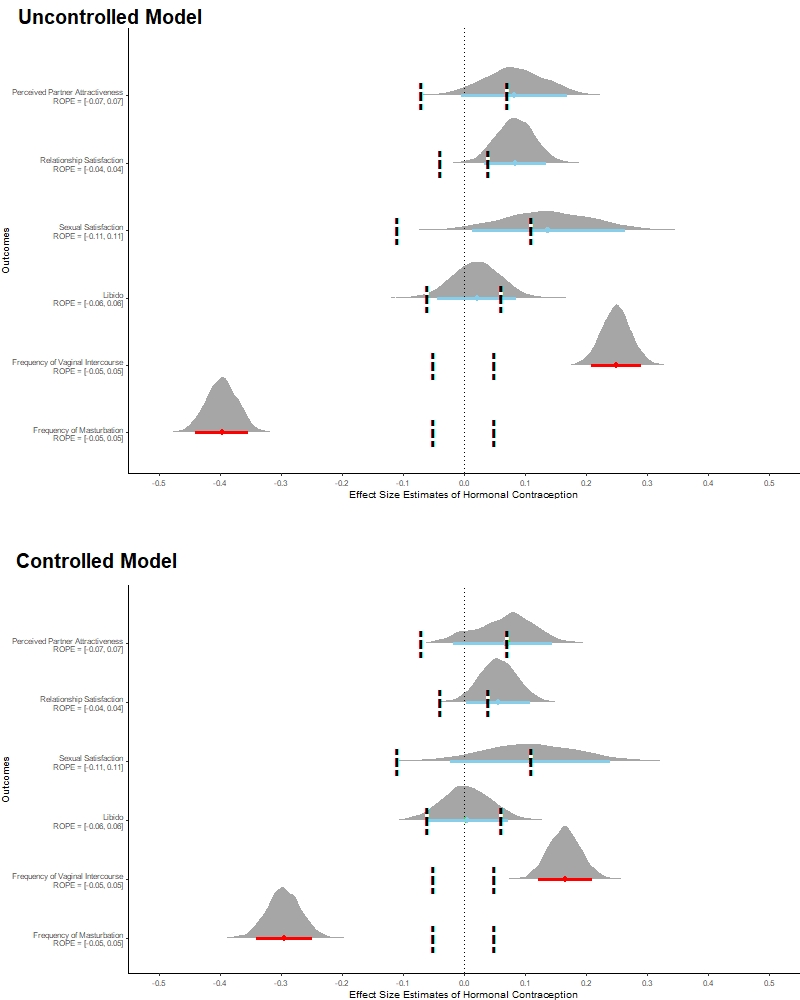 Uncontrolled Model
Outcomes
Perceived Partner Attractiveness
ROPE = [-0.07, 0.07]
Relationship Satisfaction
ROPE = [-0.04, 0.04]
Sexual Satisfaction
ROPE = [-0.11, 0.11]
Libido
ROPE = [-0.06, 0.06]
Frequency of Vaginal Intercourse
ROPE = [-0.05, 0.05]
Frequency of Masturbation
ROPE = [-0.05, 0.05]
-0.5 -0.4 -0.3 -0.2 -0.1 0.0 0.1 0.2 0.3 0.4 0.5
Effect Size Estimates of Hormonal Contraception
Controlled Model
Outcomes
Perceived Partner Attractiveness
ROPE = [-0.07, 0.07]
Relationship Satisfaction
ROPE = [-0.04, 0.04]
Sexual Satisfaction
ROPE = [-0.11, 0.11]
Libido
ROPE = [-0.06, 0.06]
Frequency of Vaginal Intercourse
ROPE = [-0.05, 0.05]
Frequency of Masturbation
ROPE = [-0.05, 0.05]
-0.5 -0.4 -0.3 -0.2 -0.1 0.0 0.1 0.2 0.3 0.4 0.5
Effect Size Estimates of Hormonal Contraception